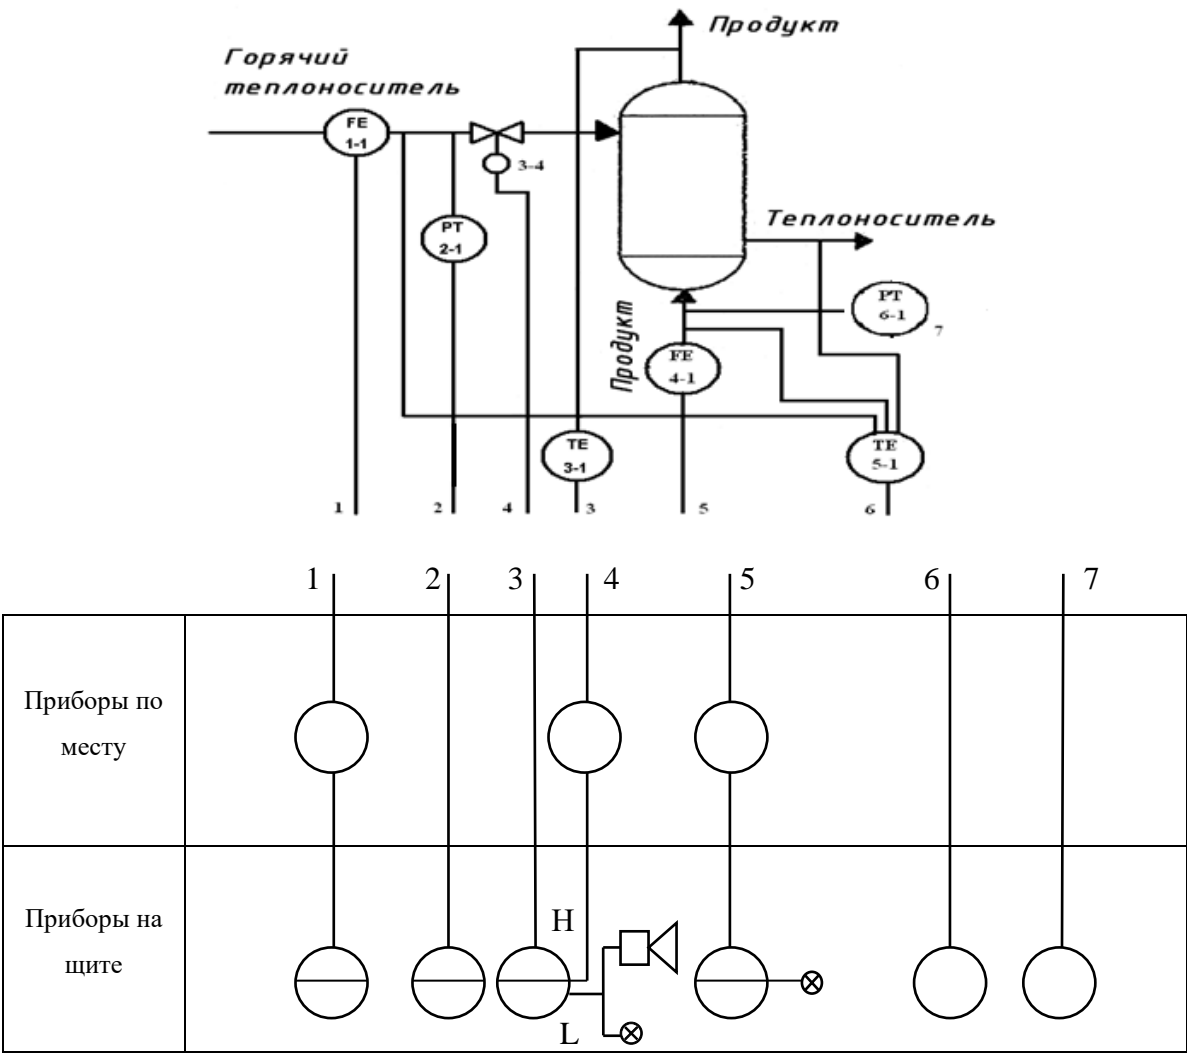 Продукт
Горячий
теплоноситель
FE
1-1
3-4
PT
2-1
Теплоноситель
PT
6-1
7
Продукт
FE
4-1
TE
3-1
TE
5-1
1
2
4
3
5
6
1
2
3
4
5
6
7
Приборы по
месту
H
Приборы на
щите
L